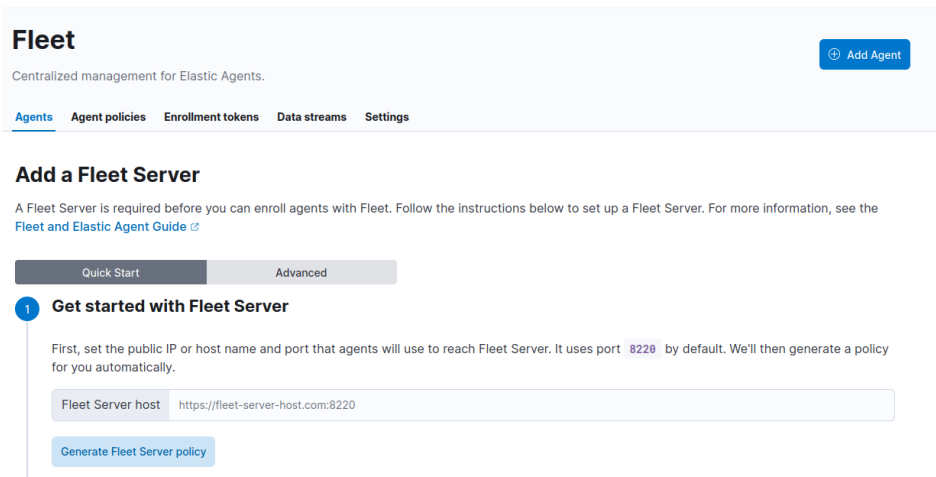 Fleet
Add Agent
Centralized management for Elastic Agents.
Agents Agent policies Enrollment tokens Data streams Settings
Add a Fleet Server
A Fleet Server is required before you can enroll agents with Fleet. Follow the instructions below to set up a Fleet Server. For more information, see the
Fleet and Elastic Agent Guide
Quick Start Advanced
1 Get started with Fleet Server
First, set the public IP or host name and port that agents will use to reach Fleet Server. It uses port 8220 by default. We'll then generate a policy
for you automatically.
Fleet Server host https://fleet-server-host.com:8220
Generate Fleet Server policy